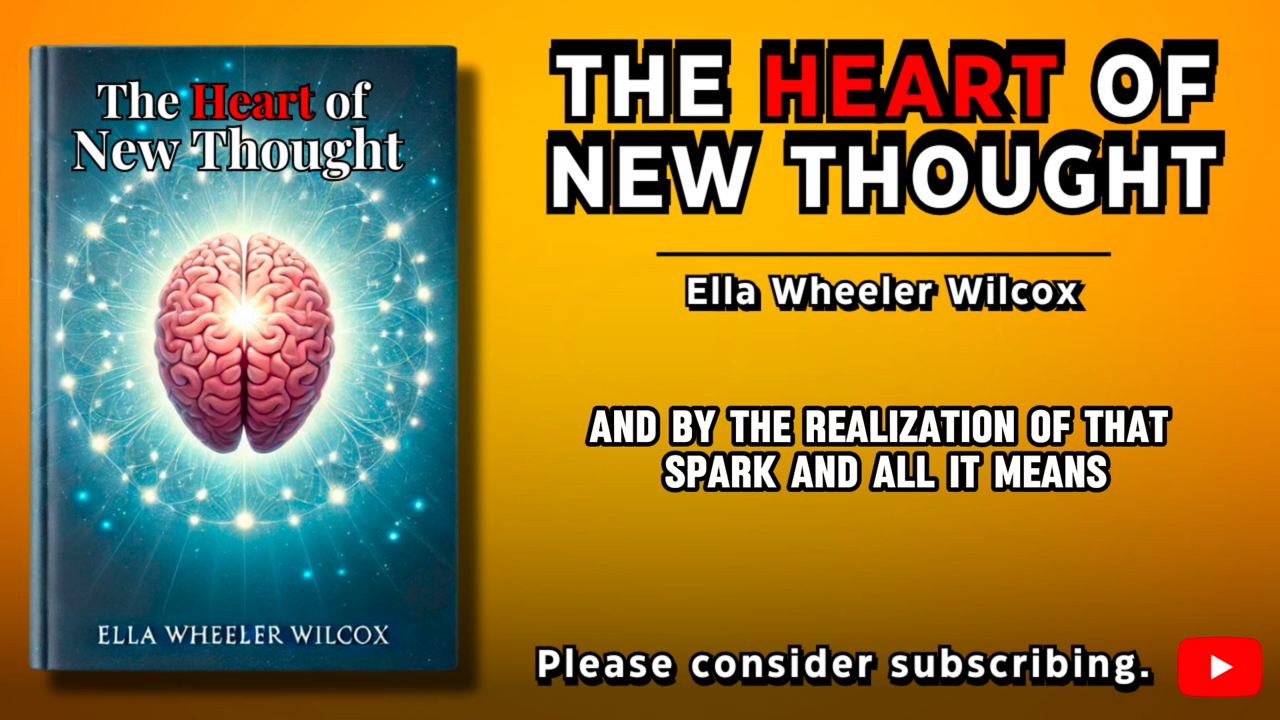 The Heart of
New Thought
ELLA WHEELER WILCOX
THE HEART OF
NEW THOUGHT
Ella Wheeler Wilcox
AND BY THE REALIZATION OF THAT
SPARK AND ALL IT MEANS
Please consider subscribing.